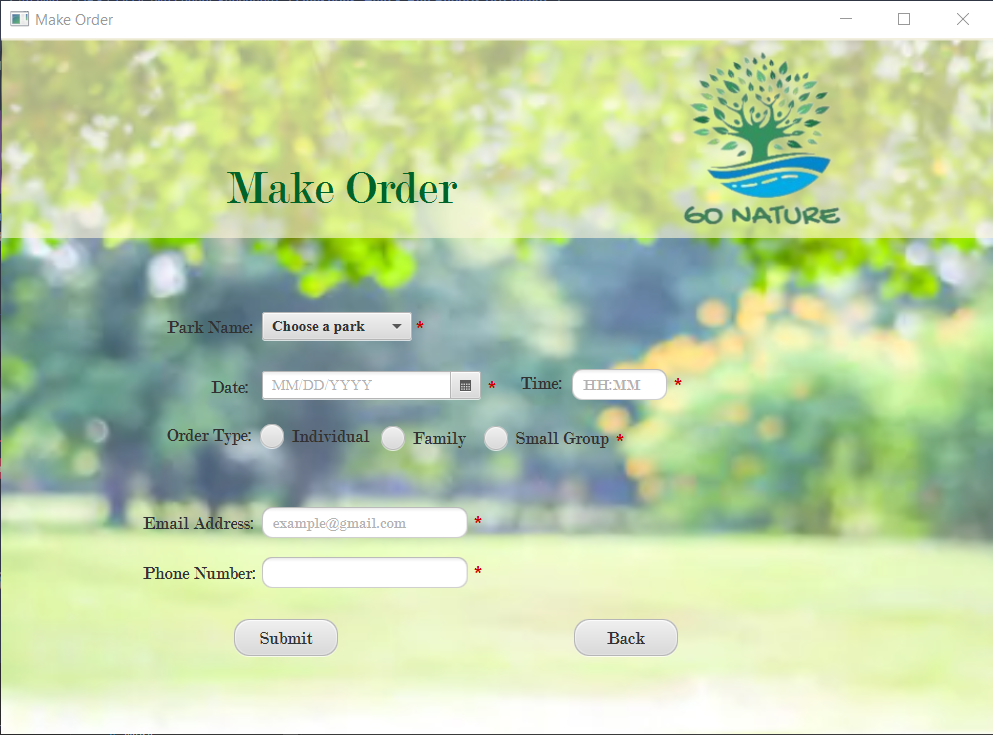 Make Order
GO NATURE
Make Order
Park Name: Choose a park *
Date: MM/DD/YYYY * Time: HH:MM *
Order Type: Individual Family Small Group *
Email Address: example@gmail.com *
Phone Number: *
Submit Back